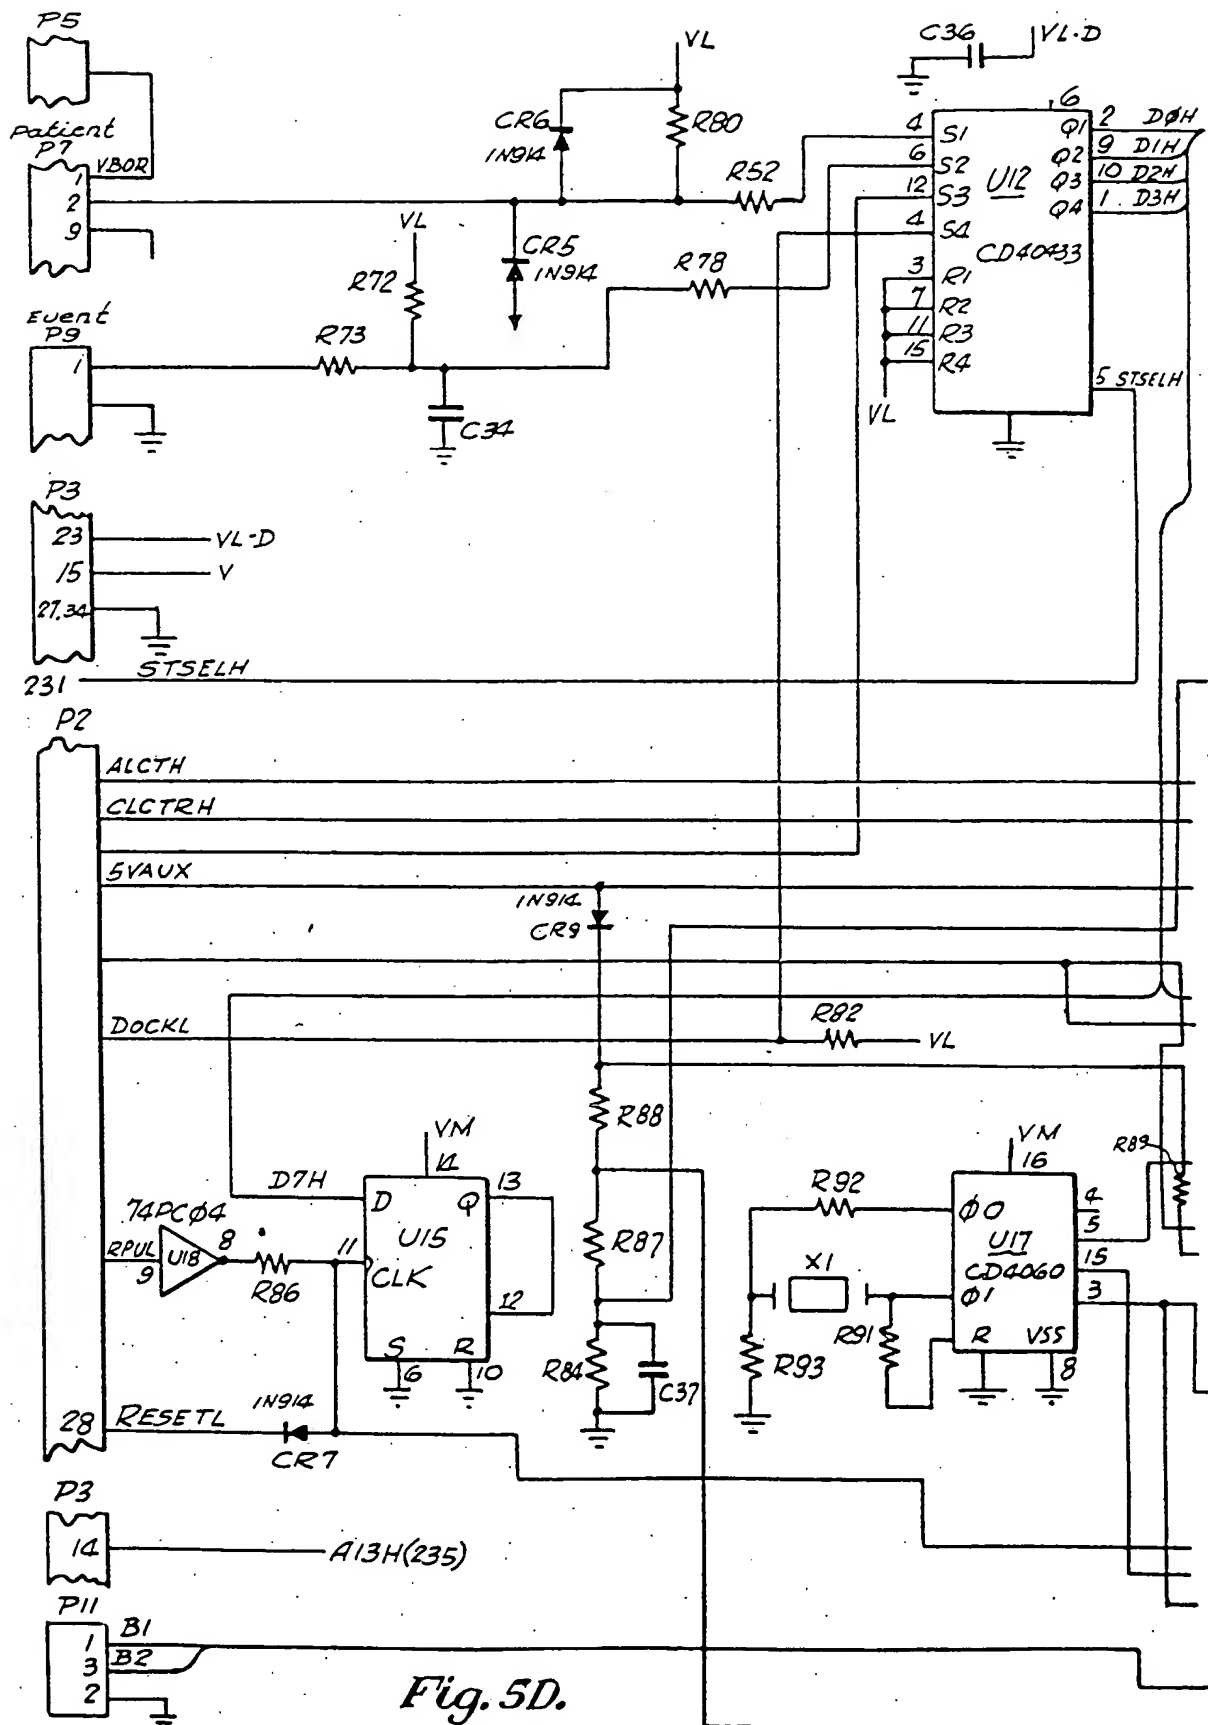 P5
C36
VL·D
VL
Patient
P7
1
VBOR
2
9
CR6
1N914
R80
R52
4
6
12
4
S1
S2
S3
S4
3
7
11
15
R1
R2
R3
R4
VL
6
U12
CD40433
Q1
Q2
Q3
Q4
2
9
10
1
DØH
D1H
D2H
D3H
5 STSELH
VL
R72
CR5
1N914
R78
Event
P9
1
R73
C34
P3
23
VL-D
15
V
27,34
231
STSELH
P2
ALCTH
CLCTRH
5VAUX
1N914
CR9
DOCKL
R82
VL
R88
VM
14
D7H
D
Q
13
74PCØ4
U18
RPUL
9
8
R86
11
U15
CLK
12
S
R
6
10
R87
R84
C37
28
RESETL
1N914
CR7
VM
16
R92
ΦO
U17
CD4060
Φ1
R
VSS
8
4
5
15
3
R89
X1
R91
R93
P3
14
A13H(235)
P11
1
B1
3
B2
2
Fig. 5D.